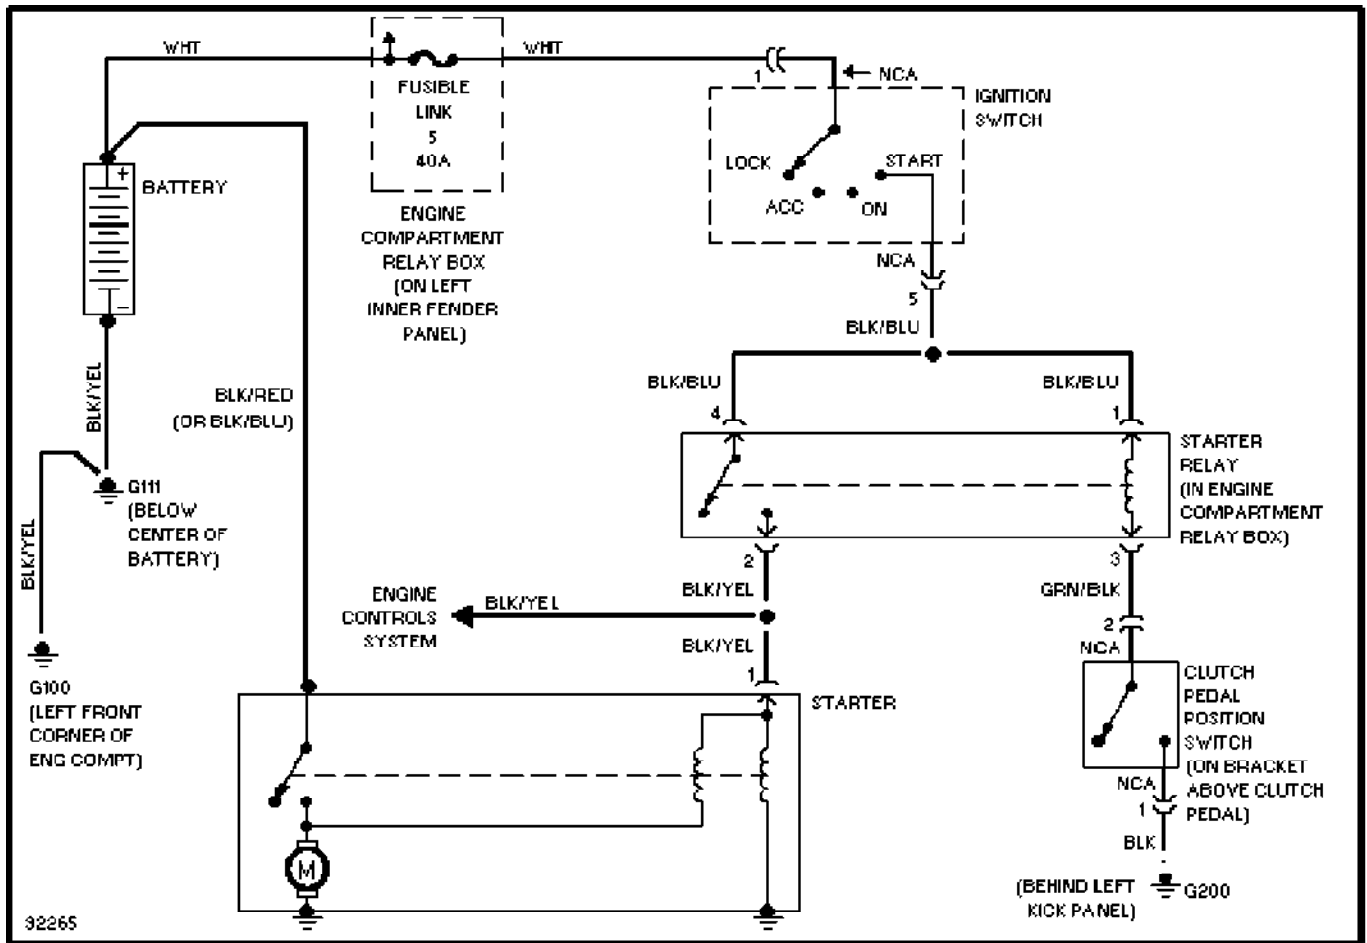 WHT
WHT
1
NCA
FUSIBLE
LINK
5
40A
IGNITION
SWITCH
LOCK
START
ACC
ON
+
BATTERY
-
ENGINE
COMPARTMENT
RELAY BOX
(ON LEFT
INNER FENDER
PANEL)
NCA
5
BLK/BLU
BLK/YEL
BLK/RED
(OR BLK/BLU)
BLK/BLU
BLK/BLU
4
1
STARTER
RELAY
(IN ENGINE
COMPARTMENT
RELAY BOX)
G111
(BELOW
CENTER OF
BATTERY)
BLK/YEL
2
3
BLK/YEL
GRN/BLK
ENGINE
CONTROLS
SYSTEM
BLK/YEL
2
BLK/YEL
NCA
1
G100
(LEFT FRONT
CORNER OF
ENG COMPT)
STARTER
CLUTCH
PEDAL
POSITION
SWITCH
(ON BRACKET
ABOVE CLUTCH
PEDAL)
NCA
1
BLK
M
(BEHIND LEFT
KICK PANEL)
G200
92265